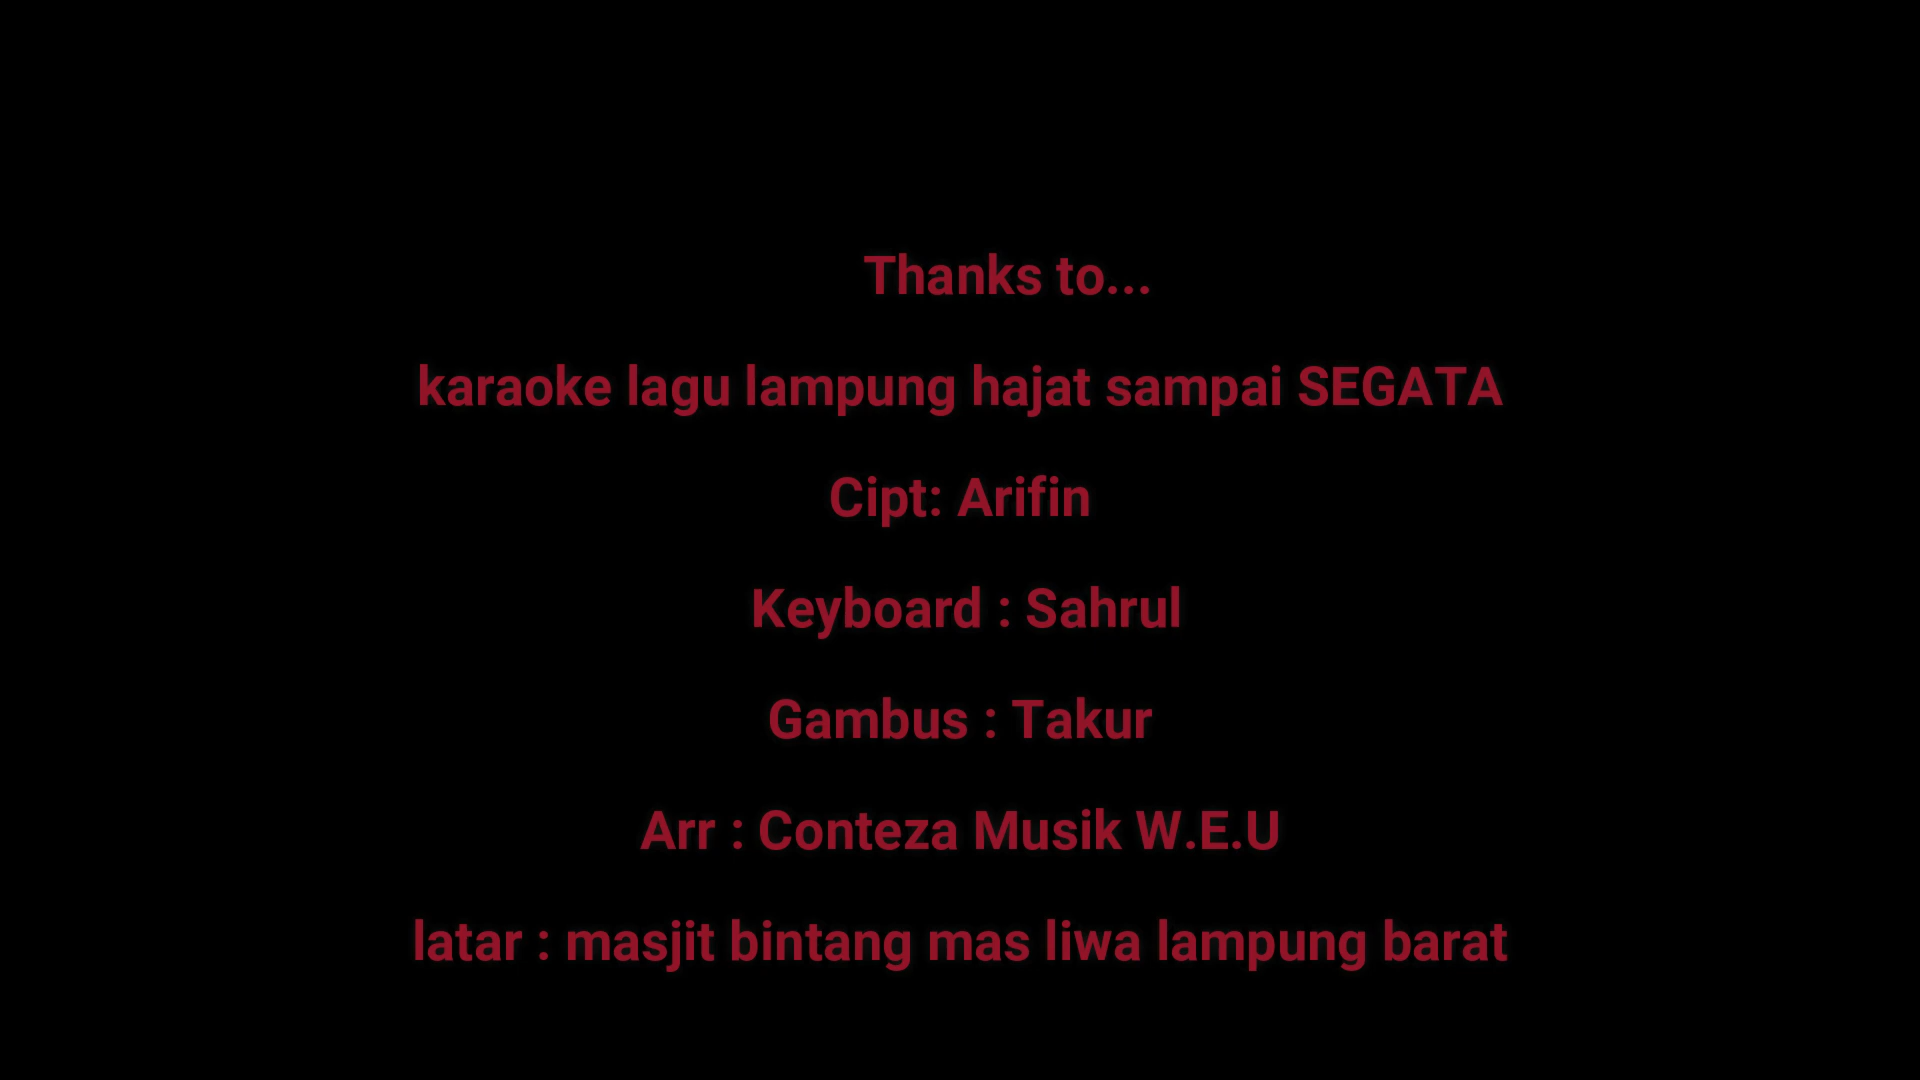 Thanks to...
karaoke lagu lampung hajat sampai SEGATA
Cipt: Arifin
Keyboard : Sahrul
Gambus : Takur
Arr : Conteza Musik W.E.U
latar : masjit bintang mas liwa lampung barat